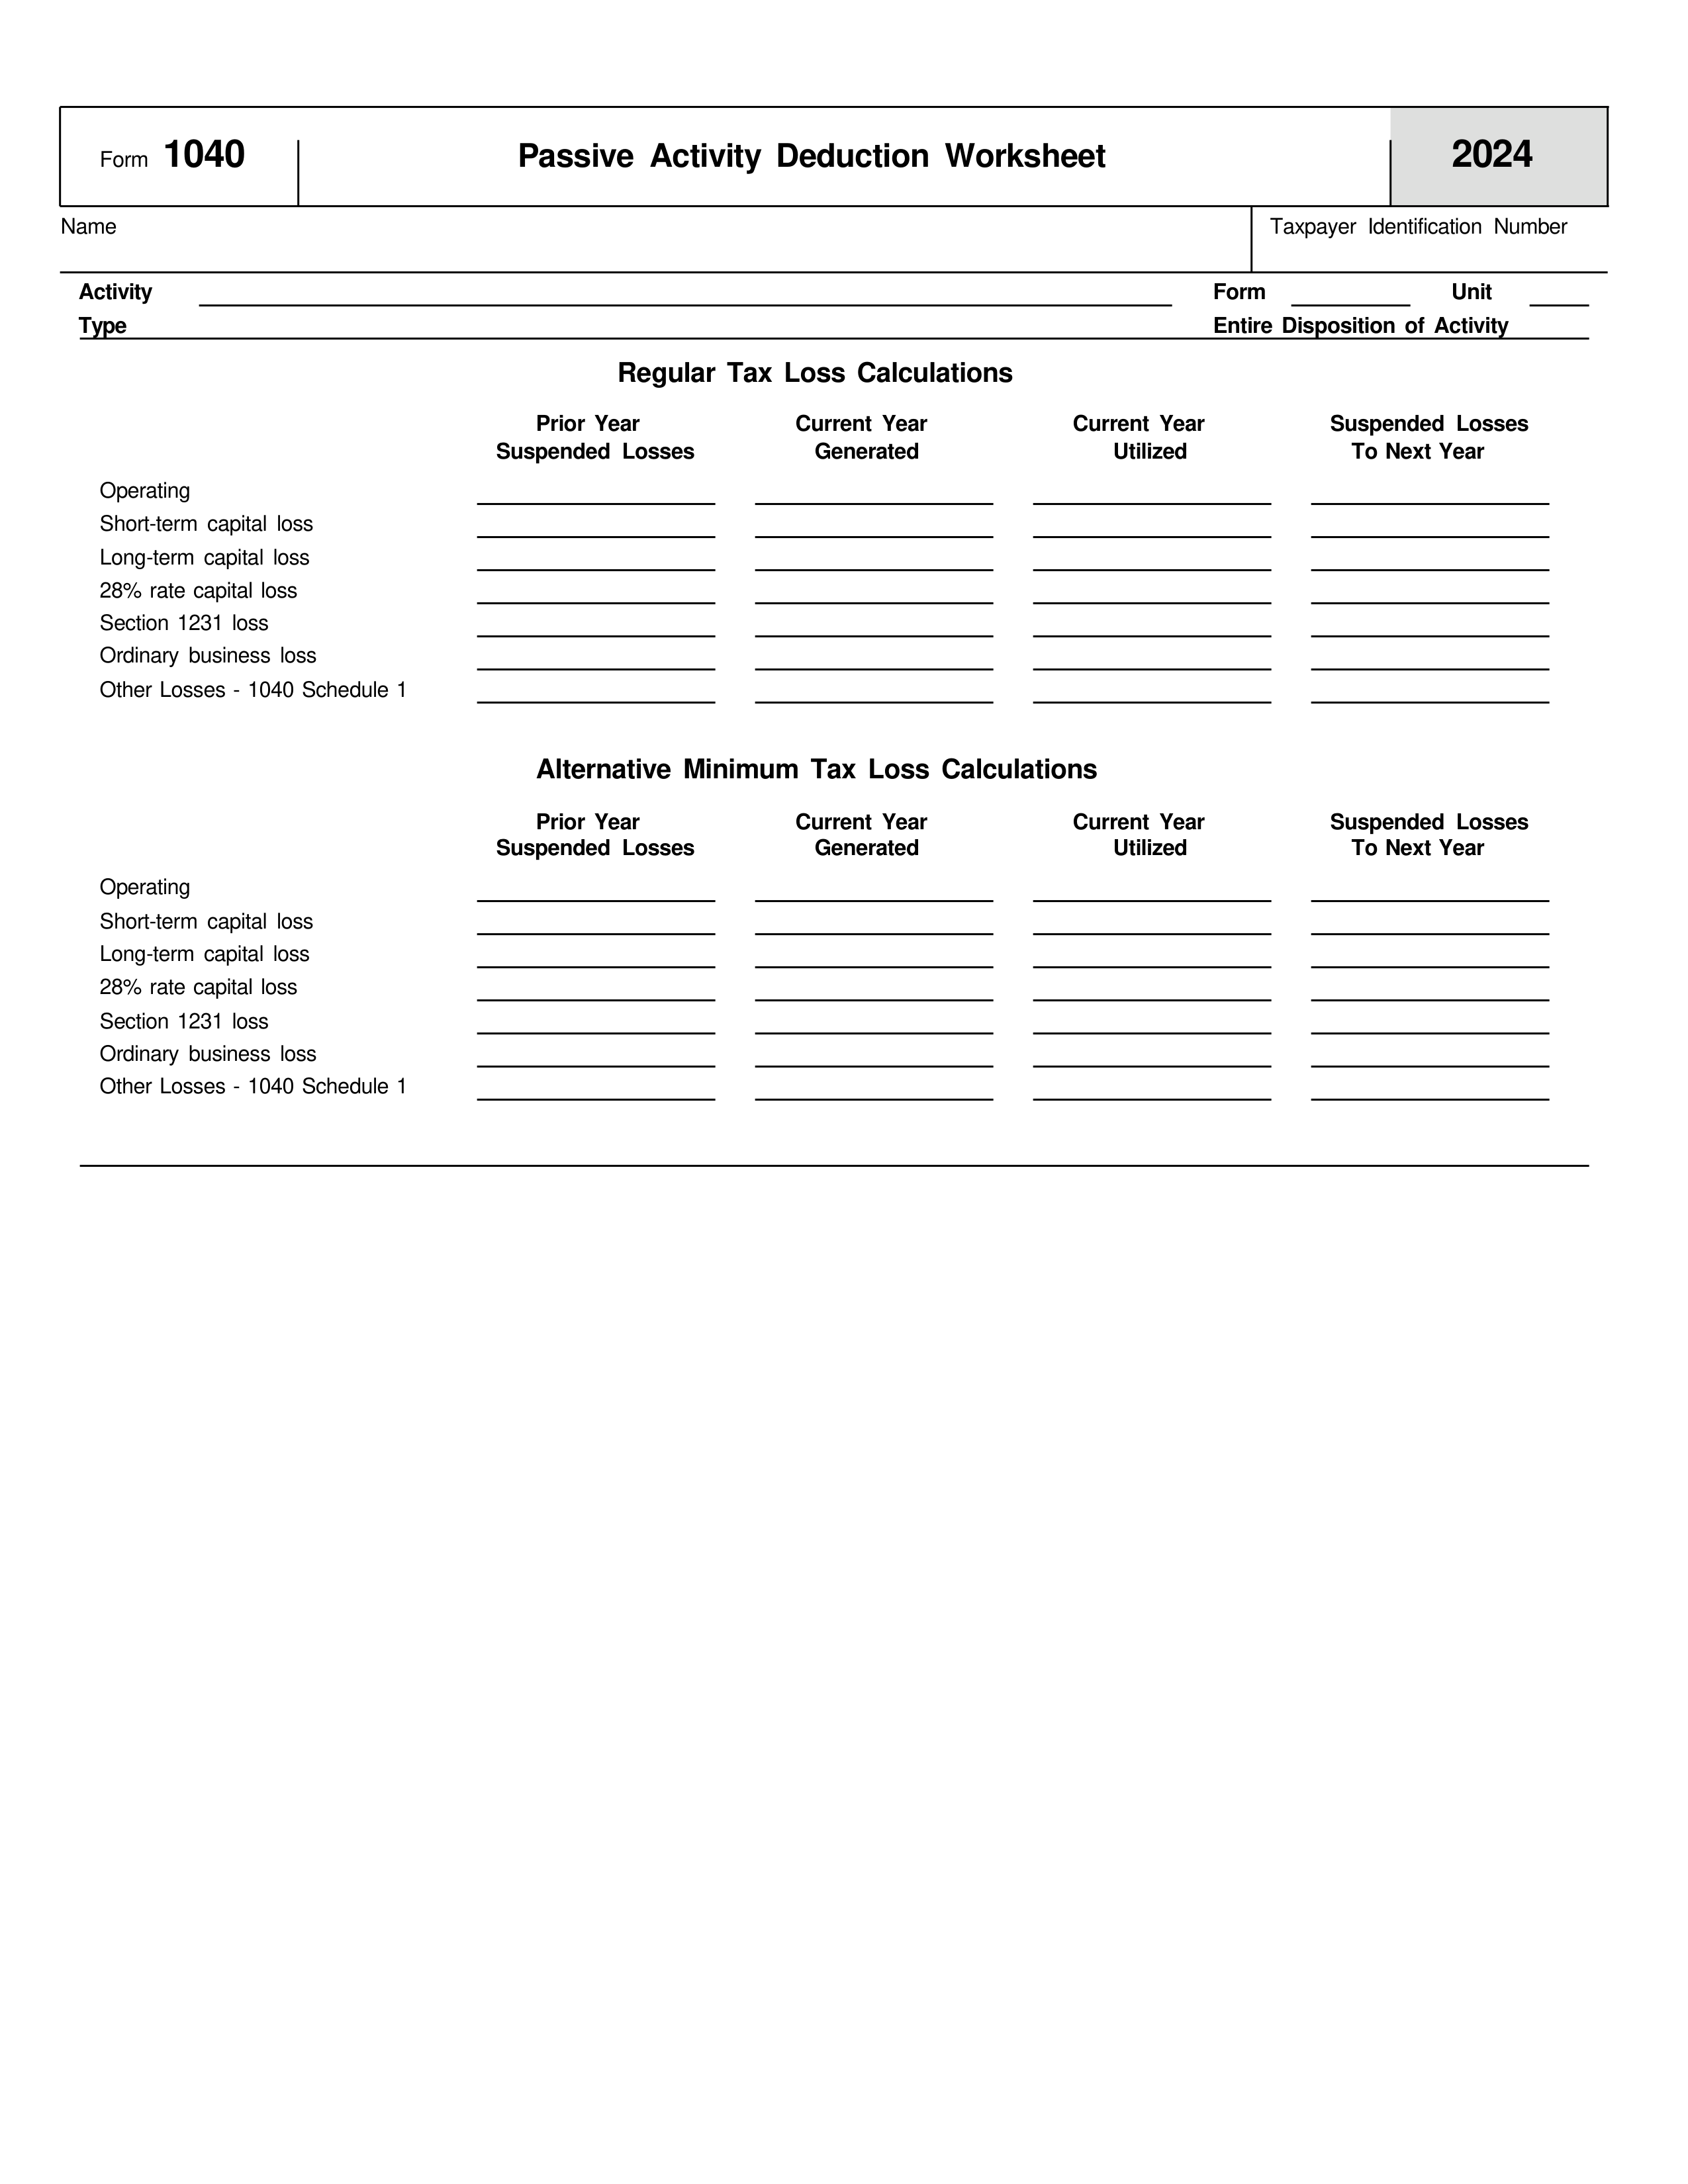 Form 1040 Passive Activity Deduction Worksheet 2024
Name Taxpayer Identification Number
Activity Form Unit
Type Entire Disposition of Activity
Regular Tax Loss Calculations
Prior Year Current Year Current Year Suspended Losses
Suspended Losses Generated Utilized To Next Year
Operating
Short-term capital loss
Long-term capital loss
28% rate capital loss
Section 1231 loss
Ordinary business loss
Other Losses - 1040 Schedule 1
Alternative Minimum Tax Loss Calculations
Prior Year Current Year Current Year Suspended Losses
Suspended Losses Generated Utilized To Next Year
Operating
Short-term capital loss
Long-term capital loss
28% rate capital loss
Section 1231 loss
Ordinary business loss
Other Losses - 1040 Schedule 1